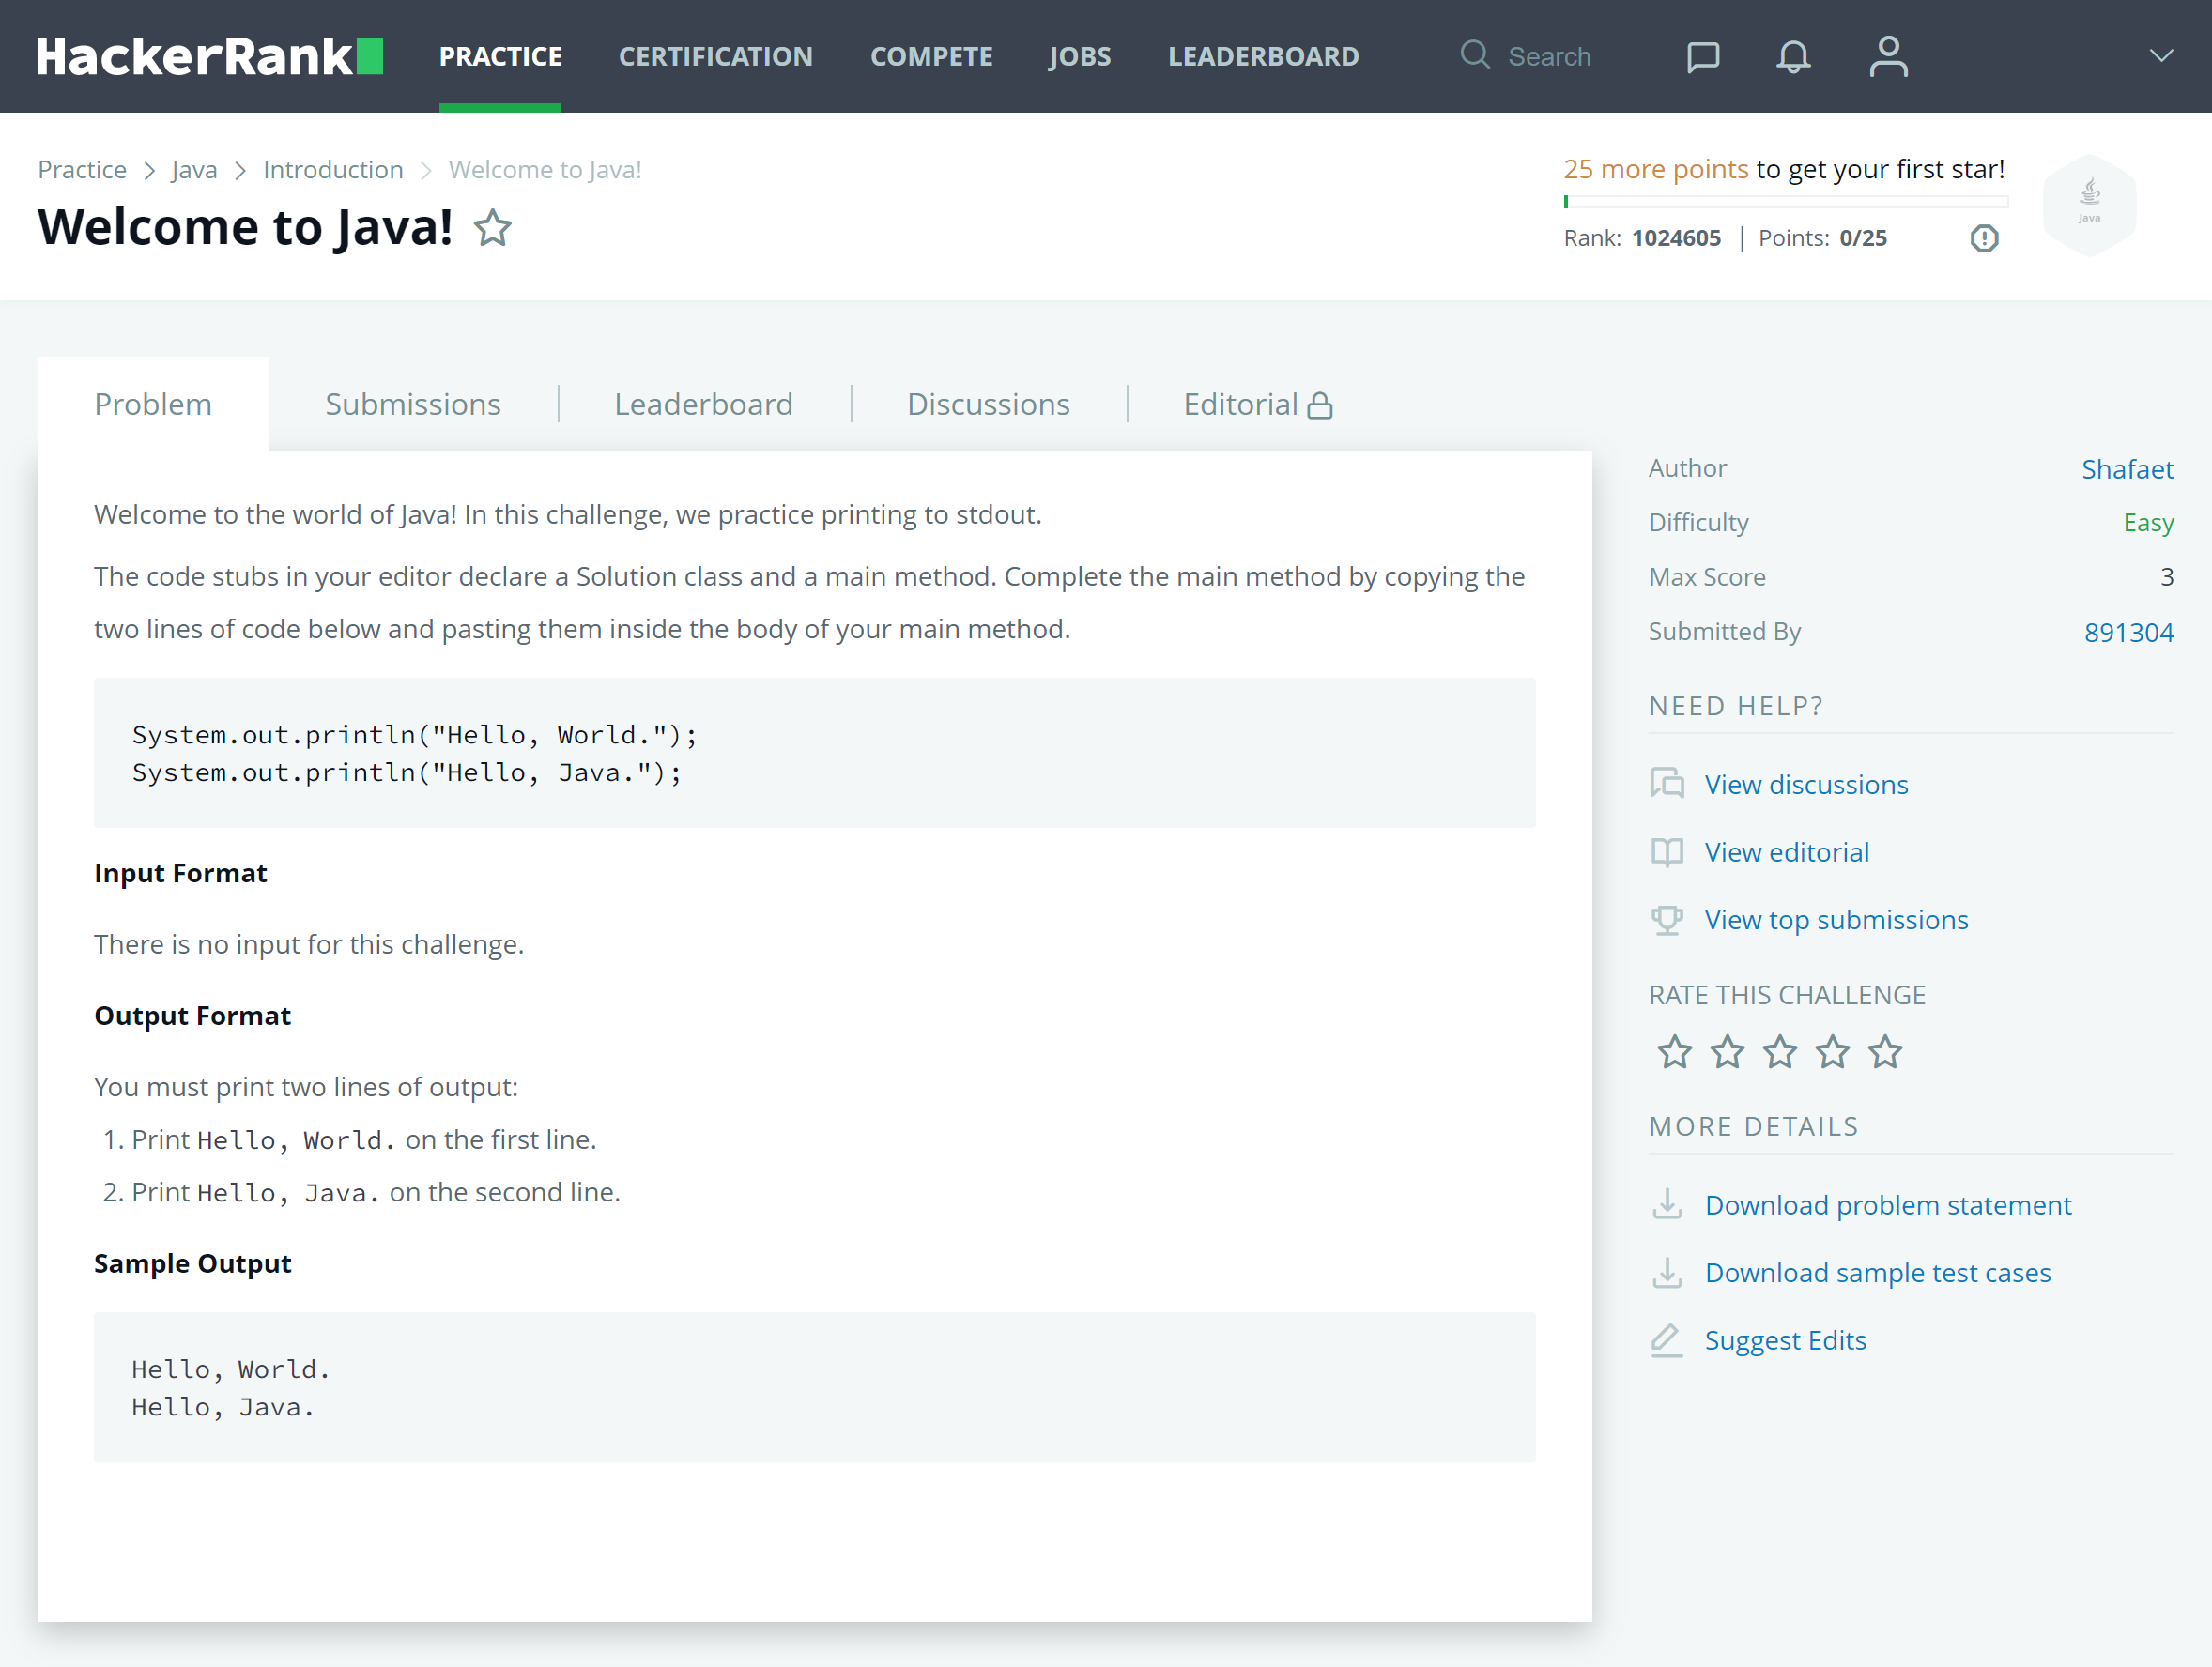 HackerRank
PRACTICE
CERTIFICATION
COMPETE
JOBS
LEADERBOARD
Search
Practice > Java > Introduction > Welcome to Java!
Welcome to Java!
25 more points to get your first star!
Rank: 1024605 | Points: 0/25
Java
Problem
Submissions
Leaderboard
Discussions
Editorial
Welcome to the world of Java! In this challenge, we practice printing to stdout.
The code stubs in your editor declare a Solution class and a main method. Complete the main method by copying the
two lines of code below and pasting them inside the body of your main method.
System.out.println("Hello, World.");
System.out.println("Hello, Java.");
Input Format
There is no input for this challenge.
Output Format
You must print two lines of output:
1. Print Hello, World. on the first line.
2. Print Hello, Java. on the second line.
Sample Output
Hello, World.
Hello, Java.
Author Shafaet
Difficulty Easy
Max Score 3
Submitted By 891304
NEED HELP?
View discussions
View editorial
View top submissions
RATE THIS CHALLENGE
MORE DETAILS
Download problem statement
Download sample test cases
Suggest Edits